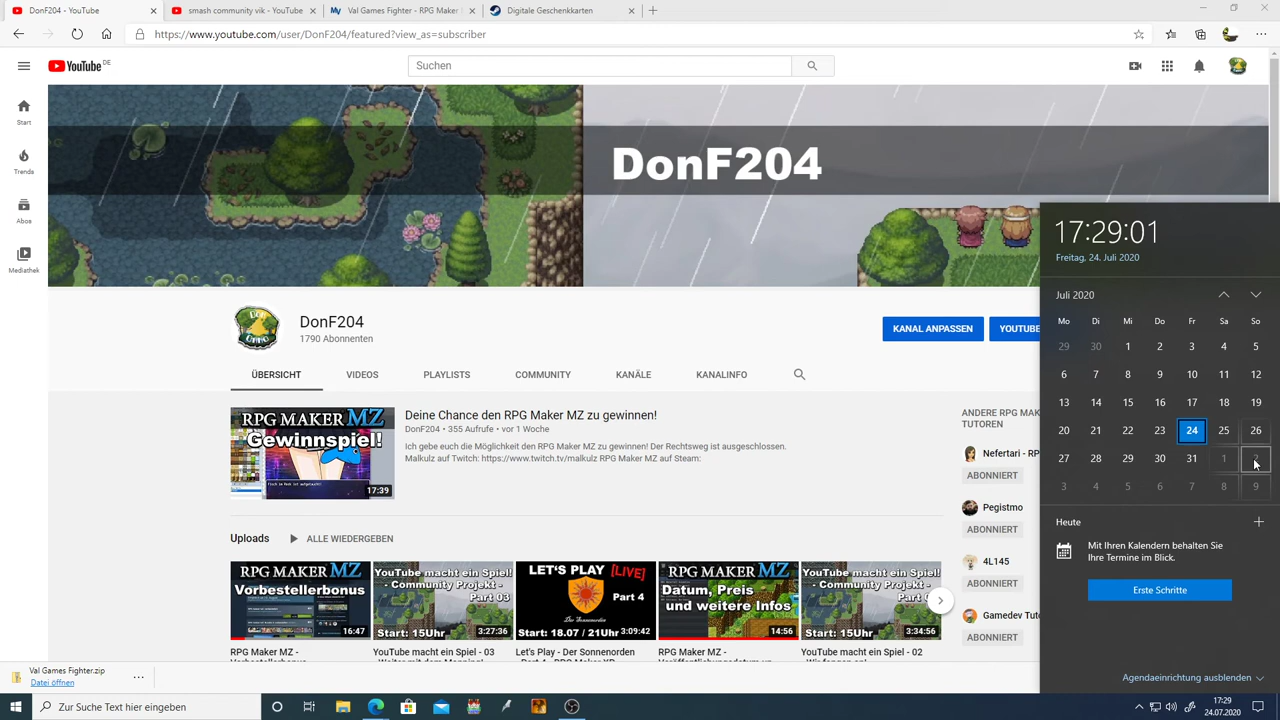 DonF204 - YouTube
smash community vik - YouTube
Val Games Fighter - RPG Maker
Digitale Geschenkkarten
https://www.youtube.com/user/DonF204/featured?view_as=subscriber
YouTube DE
Suchen
Start
Trends
Abos
Mediathek
DonF204
17:29:01
Freitag, 24. Juli 2020
Juli 2020
Mo Di Mi Do Fr Sa So
29 30 1 2 3 4 5
6 7 8 9 10 11 12
13 14 15 16 17 18 19
20 21 22 23 24 25 26
27 28 29 30 31 1 2
3 4 5 6 7 8 9
Heute
Mit Ihren Kalendern behalten Sie
Ihre Termine im Blick.
Erste Schritte
Agendaeinrichtung ausblenden
DonF204
1790 Abonnenten
KANAL ANPASSEN
YOUTUBE
ÜBERSICHT
VIDEOS
PLAYLISTS
COMMUNITY
KANÄLE
KANALINFO
RPG MAKER MZ
Gewinnspiel!
17:39
Deine Chance den RPG Maker MZ zu gewinnen!
DonF204 • 355 Aufrufe • vor 1 Woche
Ich gebe euch die Möglichkeit den RPG Maker MZ zu gewinnen! Der Rechtsweg ist ausgeschlossen.
Malkulz auf Twitch: https://www.twitch.tv/malkulz RPG Maker MZ auf Steam:
ANDERE RPG MAK
TUTOREN
Nefertari - RP
ABONNIERT
Pegistmo
ABONNIERT
4L145
ABONNIERT
Gamedev Tut
ABONNIERT
Uploads
ALLE WIEDERGEBEN
RPG MAKER MZ
Vorbestellerbonus
16:47
YouTube macht ein Spiel!
- Community Projekt -
Part 03
Start: 15Uhr
3:27:36
LET'S PLAY [LIVE]
Part 4
Die Sonnenorden
Start: 18.07 / 21Uhr
3:09:42
RPG MAKER MZ
Datum, Preis
und weitere Infos
14:56
YouTube macht ein Spiel!
- Community Projekt -
Part 02
Start: 15Uhr
3:34:56
RPG Maker MZ -
YouTube macht ein Spiel - 03
Let's Play - Der Sonnenorden
RPG Maker MZ -
YouTube macht ein Spiel - 02
Val Games Fighter.zip
Datei öffnen
Zur Suche Text hier eingeben
17:29
24.07.2020